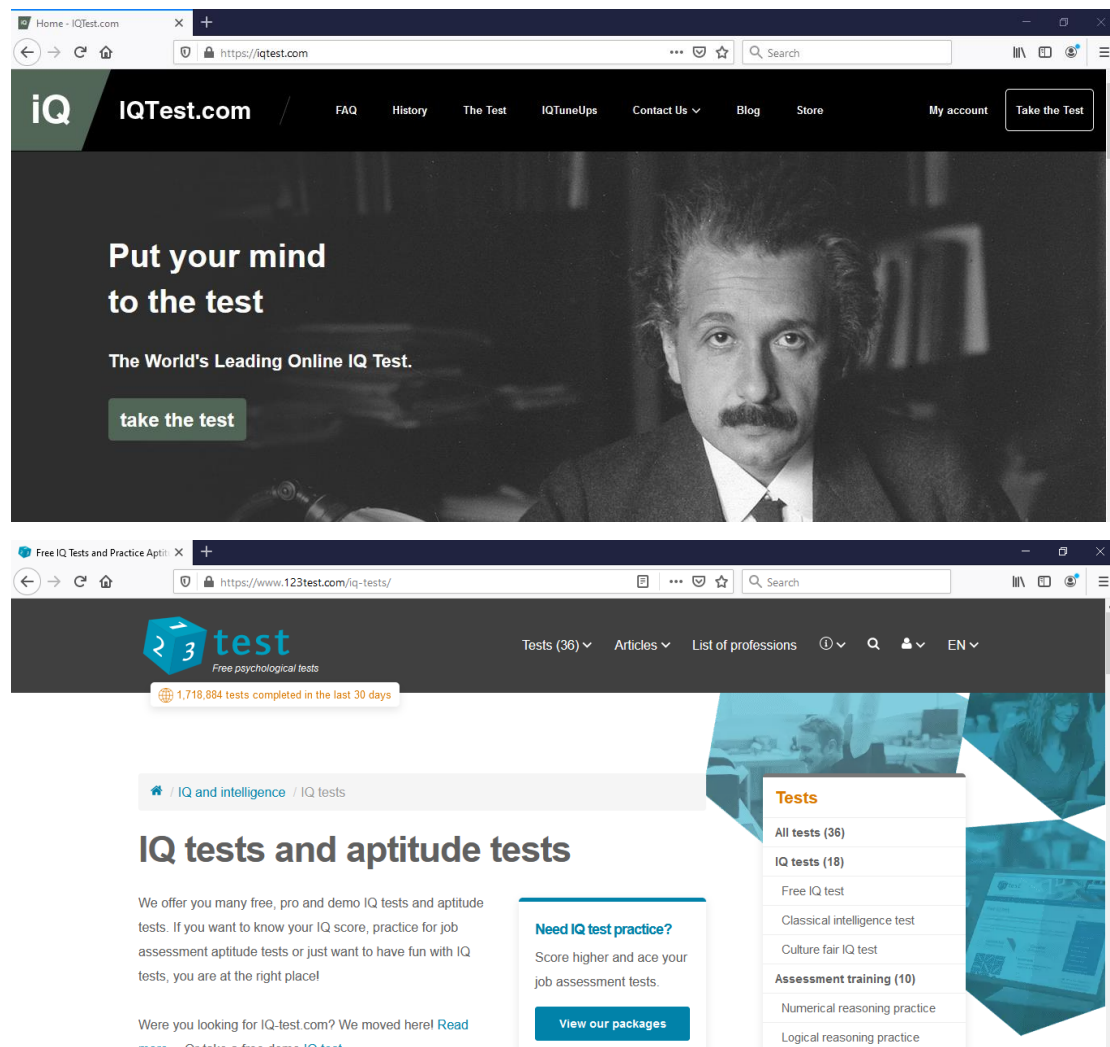 iQ Home - IQTest.com
https://iqtest.com
Search
iQ IQTest.com FAQ History The Test IQTuneUps Contact Us Blog Store My account Take the Test
Put your mind
to the test
The World's Leading Online IQ Test.
take the test
Free IQ Tests and Practice Aptit
https://www.123test.com/iq-tests/
Search
123 test
Free psychological tests
Tests (36) Articles List of professions EN
1,718,884 tests completed in the last 30 days
/ IQ and intelligence / IQ tests
IQ tests and aptitude tests
We offer you many free, pro and demo IQ tests and aptitude
tests. If you want to know your IQ score, practice for job
assessment aptitude tests or just want to have fun with IQ
tests, you are at the right place!
Were you looking for IQ-test.com? We moved here! Read
Need IQ test practice?
Score higher and ace your
job assessment tests.
View our packages
Tests
All tests (36)
IQ tests (18)
Free IQ test
Classical intelligence test
Culture fair IQ test
Assessment training (10)
Numerical reasoning practice
Logical reasoning practice